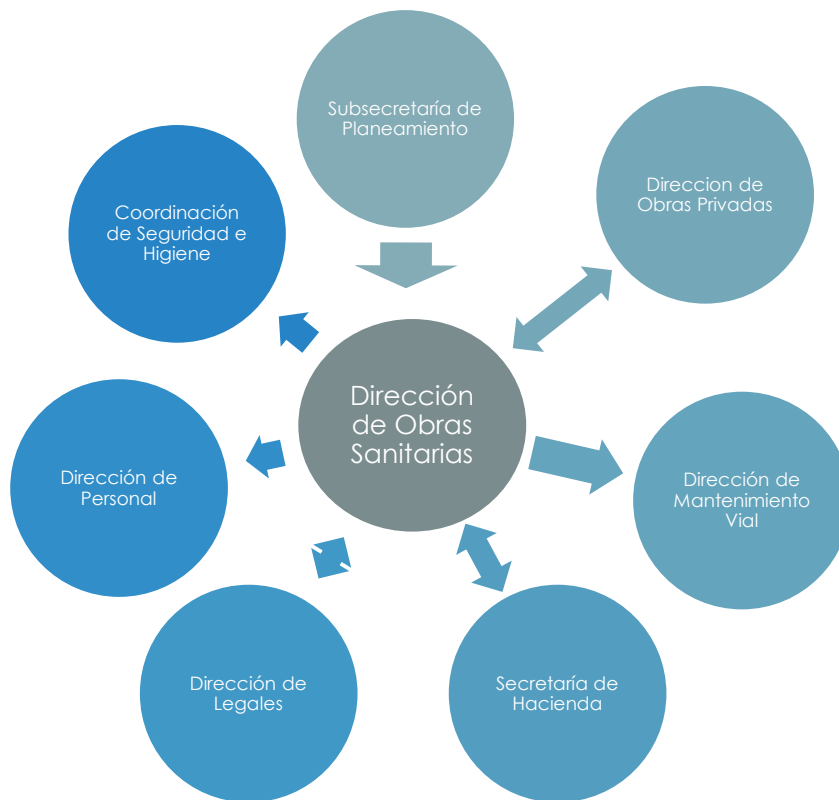 Subsecretaría de
Planeamiento
Direccion de
Obras Privadas
Coordinación
de Seguridad e
Higiene
Dirección
de Obras
Sanitarias
Dirección de
Personal
Dirección de
Mantenimiento
Vial
Dirección de
Legales
Secretaría de
Hacienda